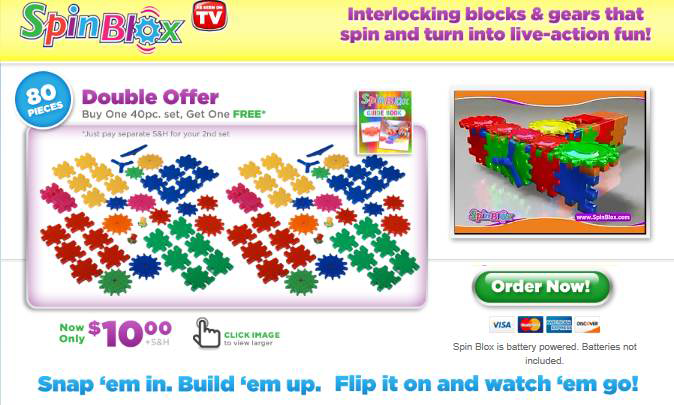 SpinBlox
AS SEEN ON
TV
Interlocking blocks & gears that
spin and turn into live-action fun!
80
PIECES
Double Offer
Buy One 40pc. set, Get One FREE*
*Just pay separate S&H for your 2nd set
SpinBlox
GUIDE BOOK
SpinBlox
www.SpinBlox.com
Order Now!
Now
Only
$10.00
+S&H
CLICK IMAGE
to view larger
VISA
MasterCard
AMERICAN EXPRESS
DISCOVER
Spin Blox is battery powered. Batteries not
included.
Snap ‘em in. Build ‘em up. Flip it on and watch ‘em go!